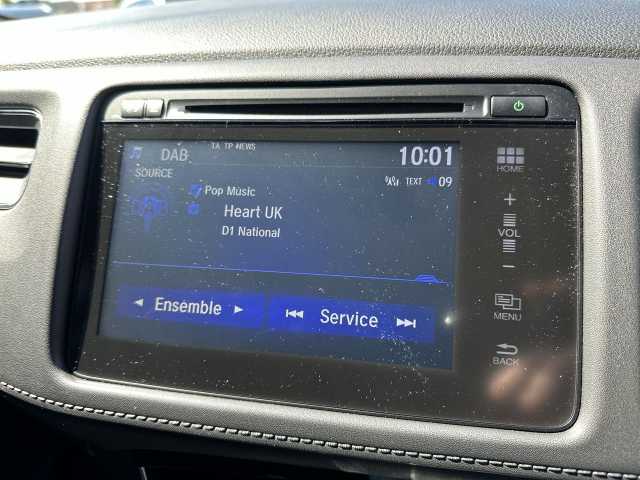 DAB
TA TP NEWS
10:01
SOURCE
TEXT 09
Pop Music
Heart UK
D1 National
Ensemble
Service
HOME
+
VOL
−
MENU
BACK